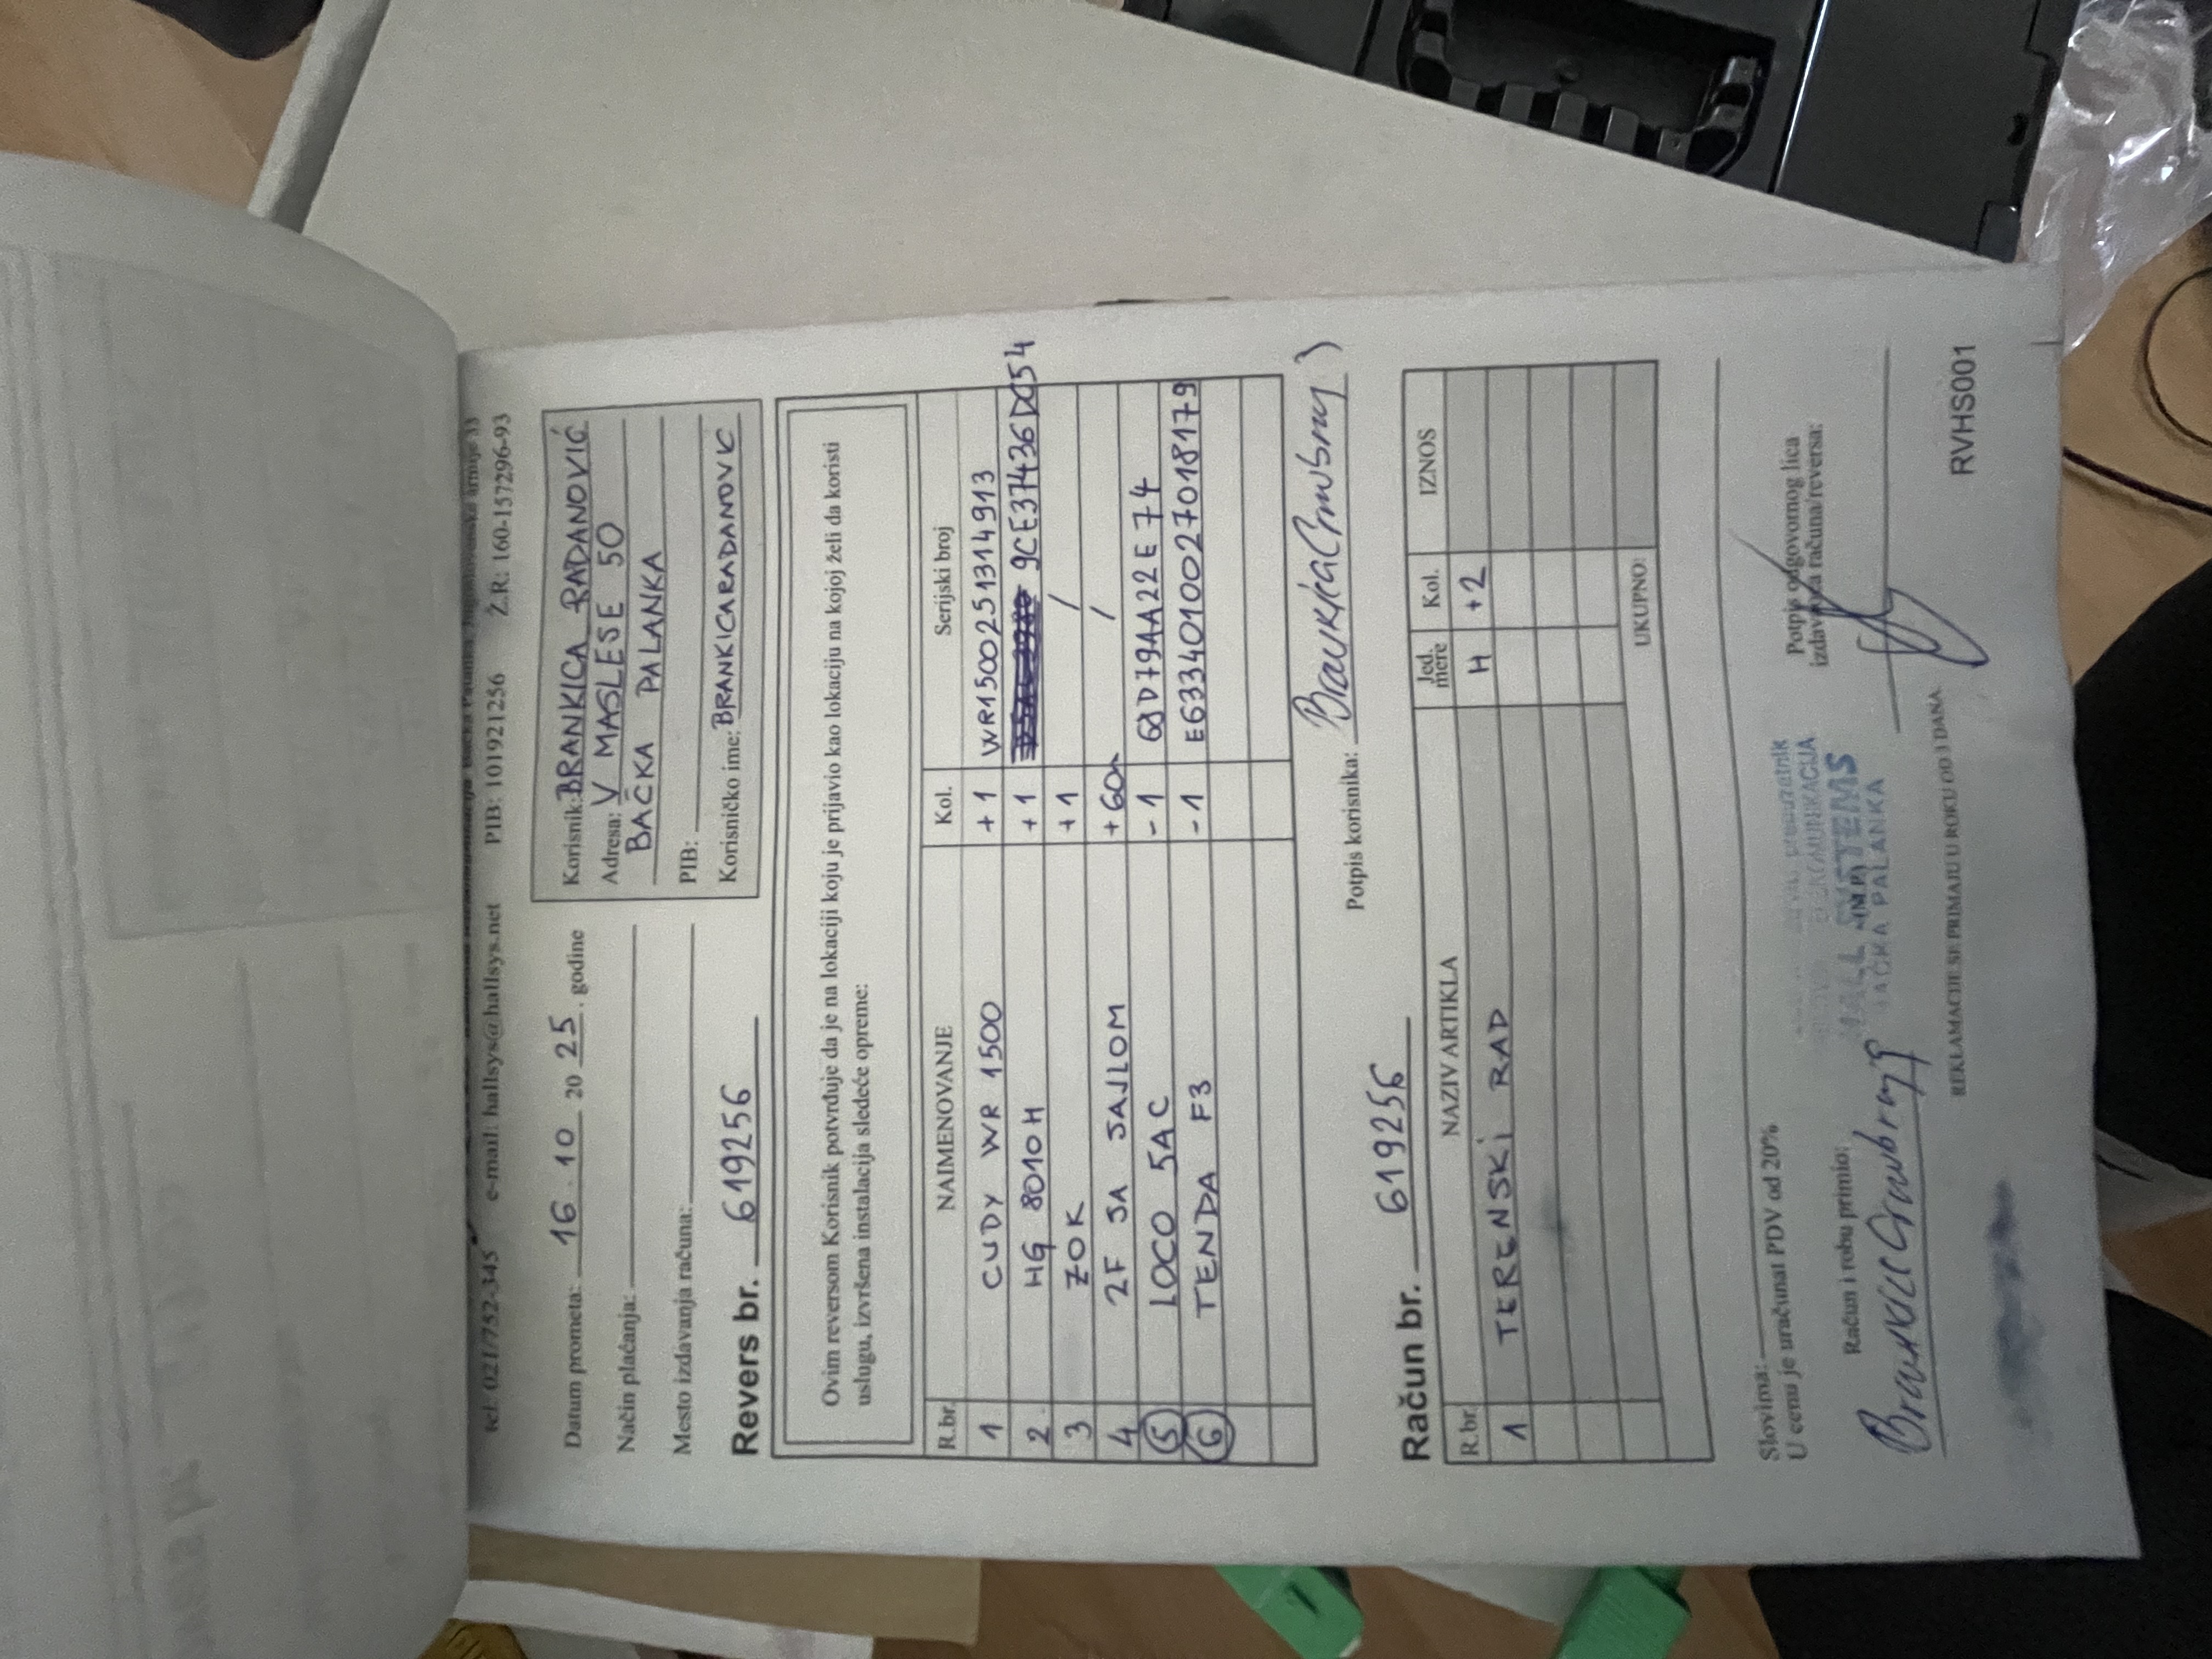 tel. 021/752-345 e-mail: hallsys@hallsys.net PIB: 101921256 Ž.R: 160-157296-93
Datum prometa: 16.10 20 25. godine
Način plaćanja:
Mesto izdavanja računa:
Korisnik: BRANKICA RADANOVIĆ
Adresa: V MASLESE 50
BAČKA PALANKA
PIB:
Korisničko ime: BRANKICARADANOVIC
Revers br. 619256
Ovim reversom Korisnik potvrđuje da je na lokaciji koju je prijavio kao lokaciju na kojoj želi da koristi
uslugu, izvršena instalacija sledeće opreme:
R.br. NAIMENOVANJE Kol. Serijski broj
1 CUDY WR 1500 +1 WR1500251314913
2 HG 8010H +1 9CE37436DC54
3 ZOK +1 /
4 2F SA SAJLOM +60m /
5 LOCO 5AC -1 68D79AA22E74
6 TENDA F3 -1 E6334010027018179
Potpis korisnika:
Račun br. 619256
R.br. NAZIV ARTIKLA Jed. mere Kol. IZNOS
1 TERENSKI RAD H +2
UKUPNO:
Slovima:
U cenu je uračunat PDV od 20%
Račun i robu primio:
HALL SYSTEMS
BAČKA PALANKA
Potpis odgovornog lica
izdavaoca računa/reversa:
REKLAMACIJE SE PRIMAJU U ROKU OD 3 DANA
RVHS001